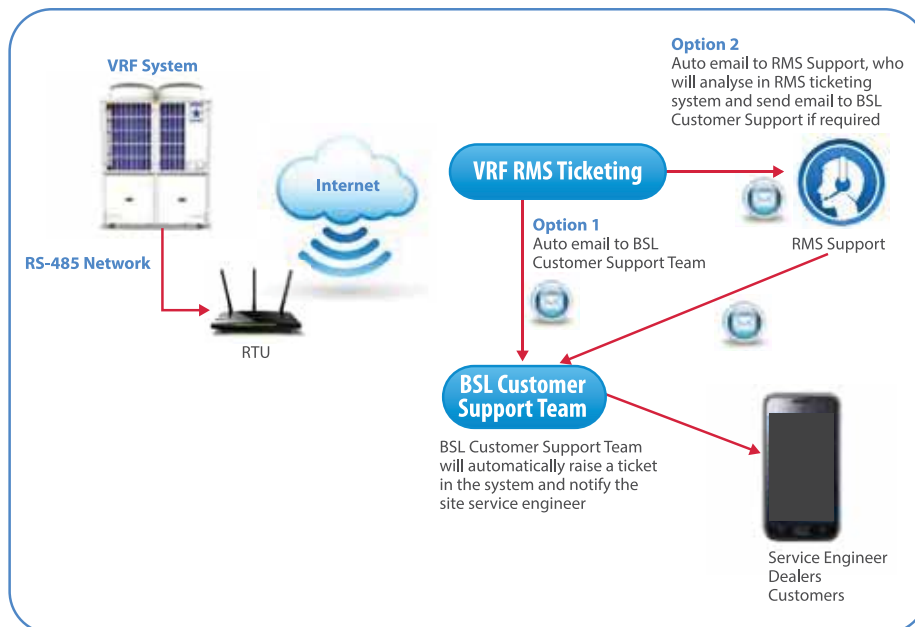 VRF System
Internet
RS-485 Network
RTU
Option 2
Auto email to RMS Support, who
will analyse in RMS ticketing
system and send email to BSL
Customer Support if required
VRF RMS Ticketing
RMS Support
Option 1
Auto email to BSL
Customer Support Team
BSL Customer
Support Team
BSL Customer Support Team
will automatically raise a ticket
in the system and notify the
site service engineer
Service Engineer
Dealers
Customers